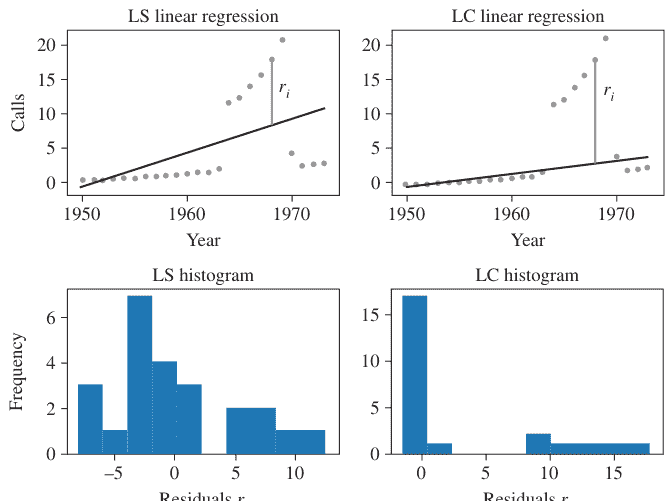 LS linear regression
Calls
20
15
10
5
0
r_i
1950
1960
1970
Year
LC linear regression
20
15
10
5
0
r_i
1950
1960
1970
Year
LS histogram
Frequency
6
4
2
0
–5
0
5
10
Residuals r
LC histogram
15
10
5
0
0
5
10
15
Residuals r